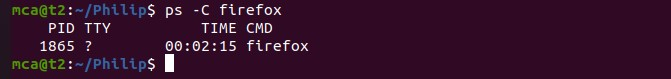 mca@t2:~/Philip$ ps -C firefox
    PID TTY          TIME CMD
   1865 ?        00:02:15 firefox
mca@t2:~/Philip$